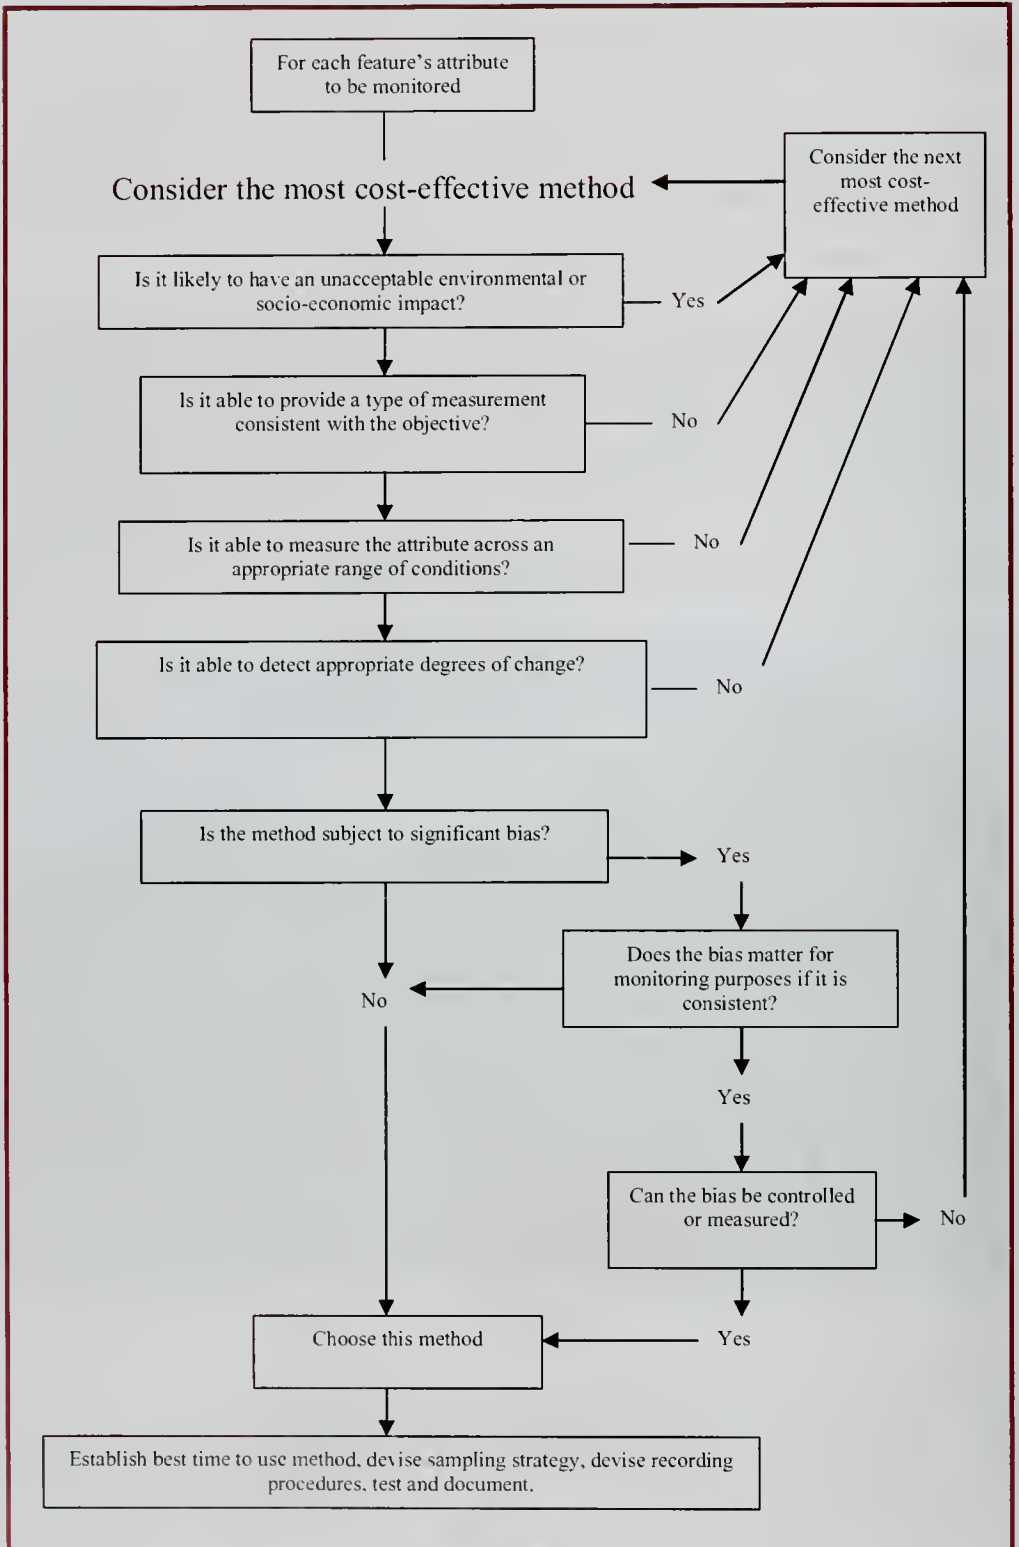 For each feature's attribute
to be monitored
Consider the next
most cost-
effective method
Consider the most cost-effective method
Is it likely to have an unacceptable environmental or
socio-economic impact?
Yes
Is it able to provide a type of measurement
consistent with the objective?
No
Is it able to measure the attribute across an
appropriate range of conditions?
No
Is it able to detect appropriate degrees of change?
No
Is the method subject to significant bias?
Yes
Does the bias matter for
monitoring purposes if it is
consistent?
No
Yes
Can the bias be controlled
or measured?
No
Choose this method
Yes
Establish best time to use method, devise sampling strategy, devise recording
procedures, test and document.